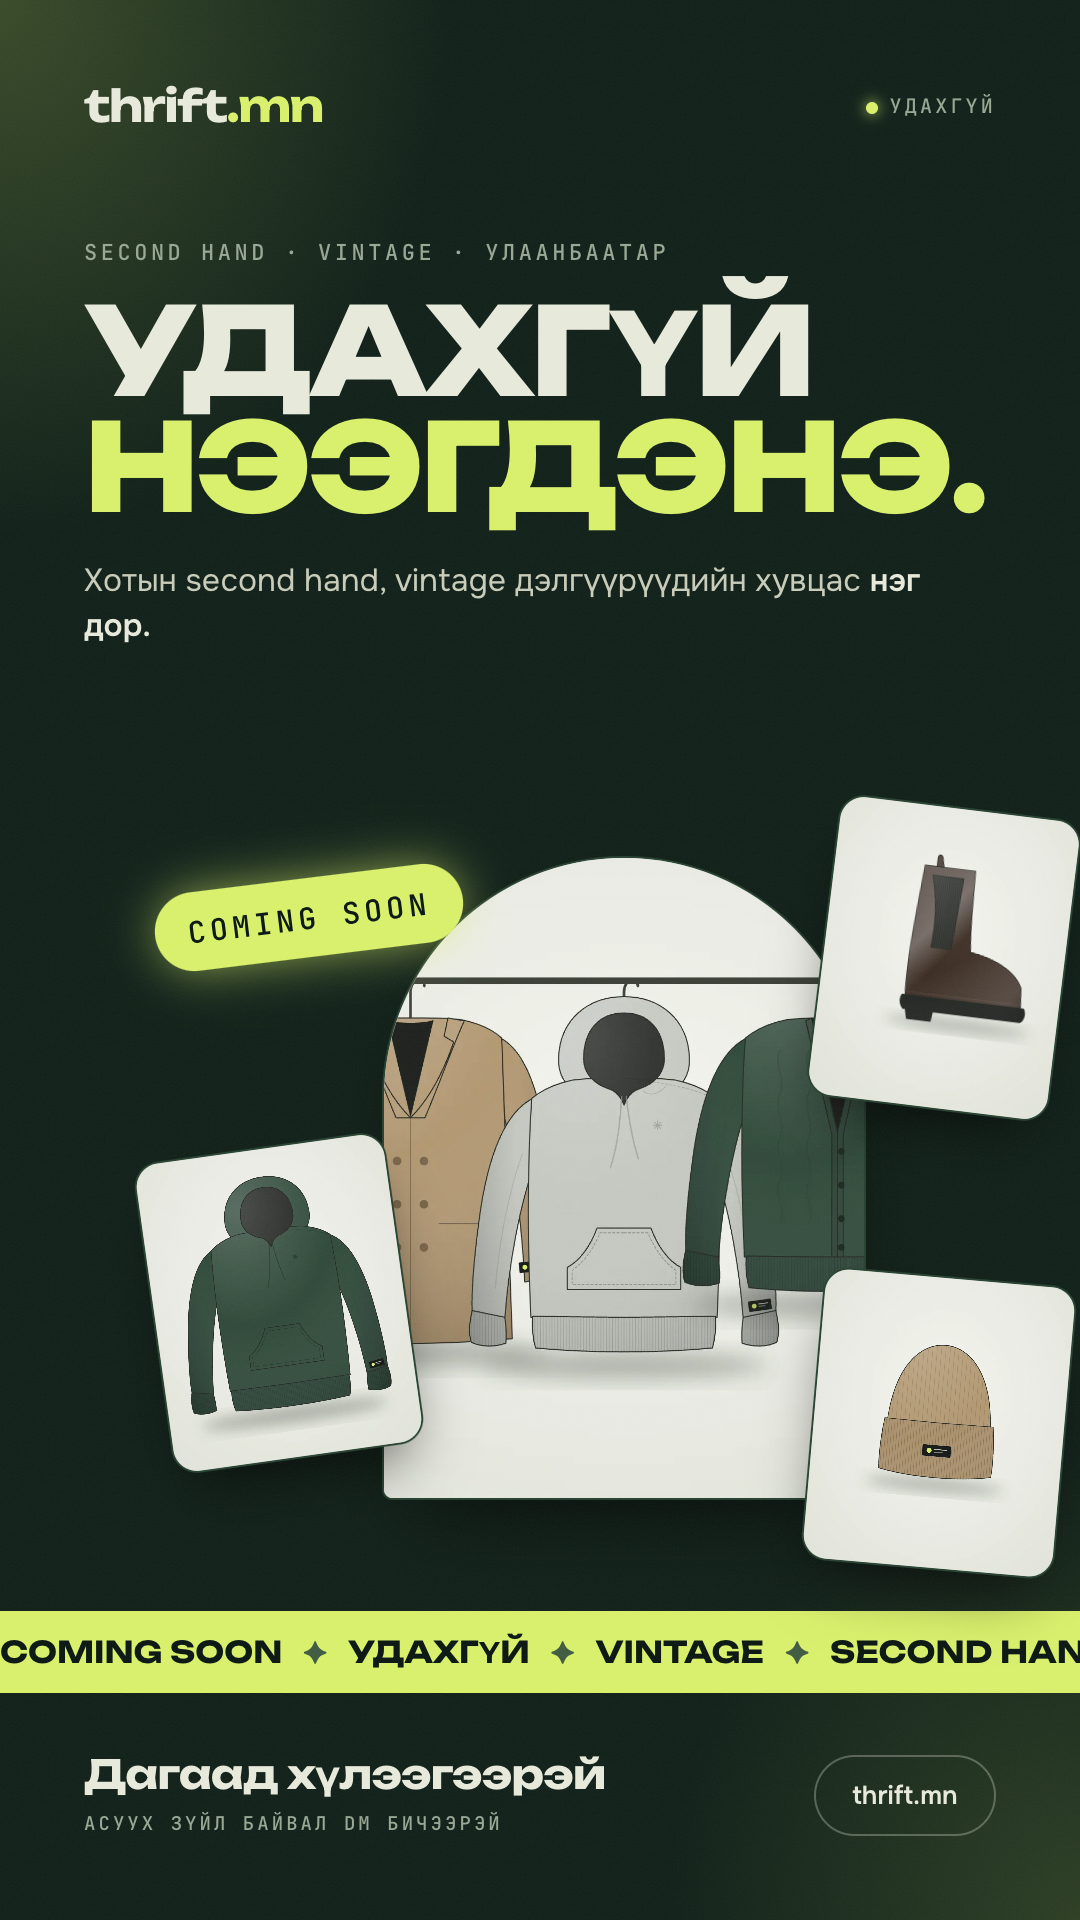 thrift.mn
УДАХГҮЙ
SECOND HAND · VINTAGE · УЛААНБААТАР
УДАХГҮЙ
НЭЭГДЭНЭ.
Хотын second hand, vintage дэлгүүрүүдийн хувцас нэг
дор.
COMING SOON
COMING SOON ✦ УДАХГҮЙ ✦ VINTAGE ✦ SECOND HAN
Дагаад хүлээгээрэй
АСУУХ ЗҮЙЛ БАЙВАЛ DM БИЧЭЭРЭЙ
thrift.mn